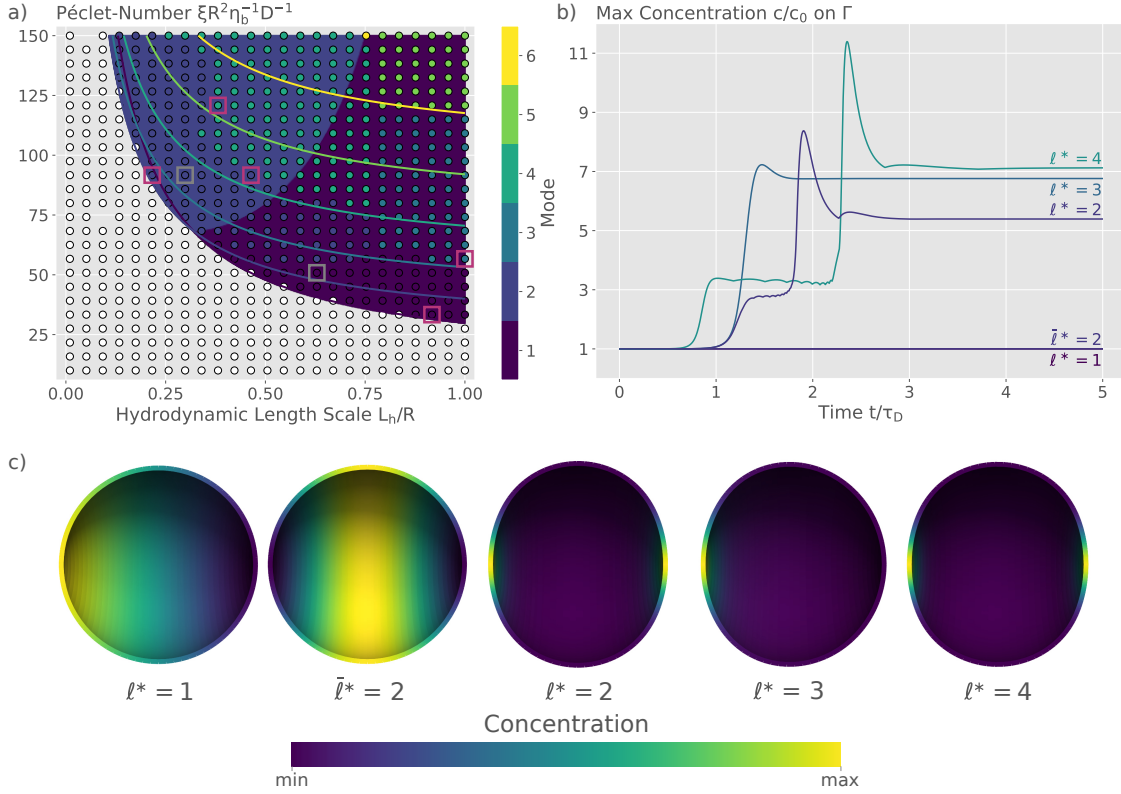 a)
Péclet-Number ξR²η_b⁻¹D⁻¹
150
125
100
75
50
25
0.00
0.25
0.50
0.75
1.00
Hydrodynamic Length Scale L_h/R
6
5
4
3
2
1
Mode
b)
Max Concentration c/c₀ on Γ
11
9
7
5
3
1
ℓ* = 4
ℓ* = 3
ℓ* = 2
ℓ̄* = 2
ℓ* = 1
0
1
2
3
4
5
Time t/τ_D
c)
ℓ* = 1
ℓ̄* = 2
ℓ* = 2
ℓ* = 3
ℓ* = 4
Concentration
min
max